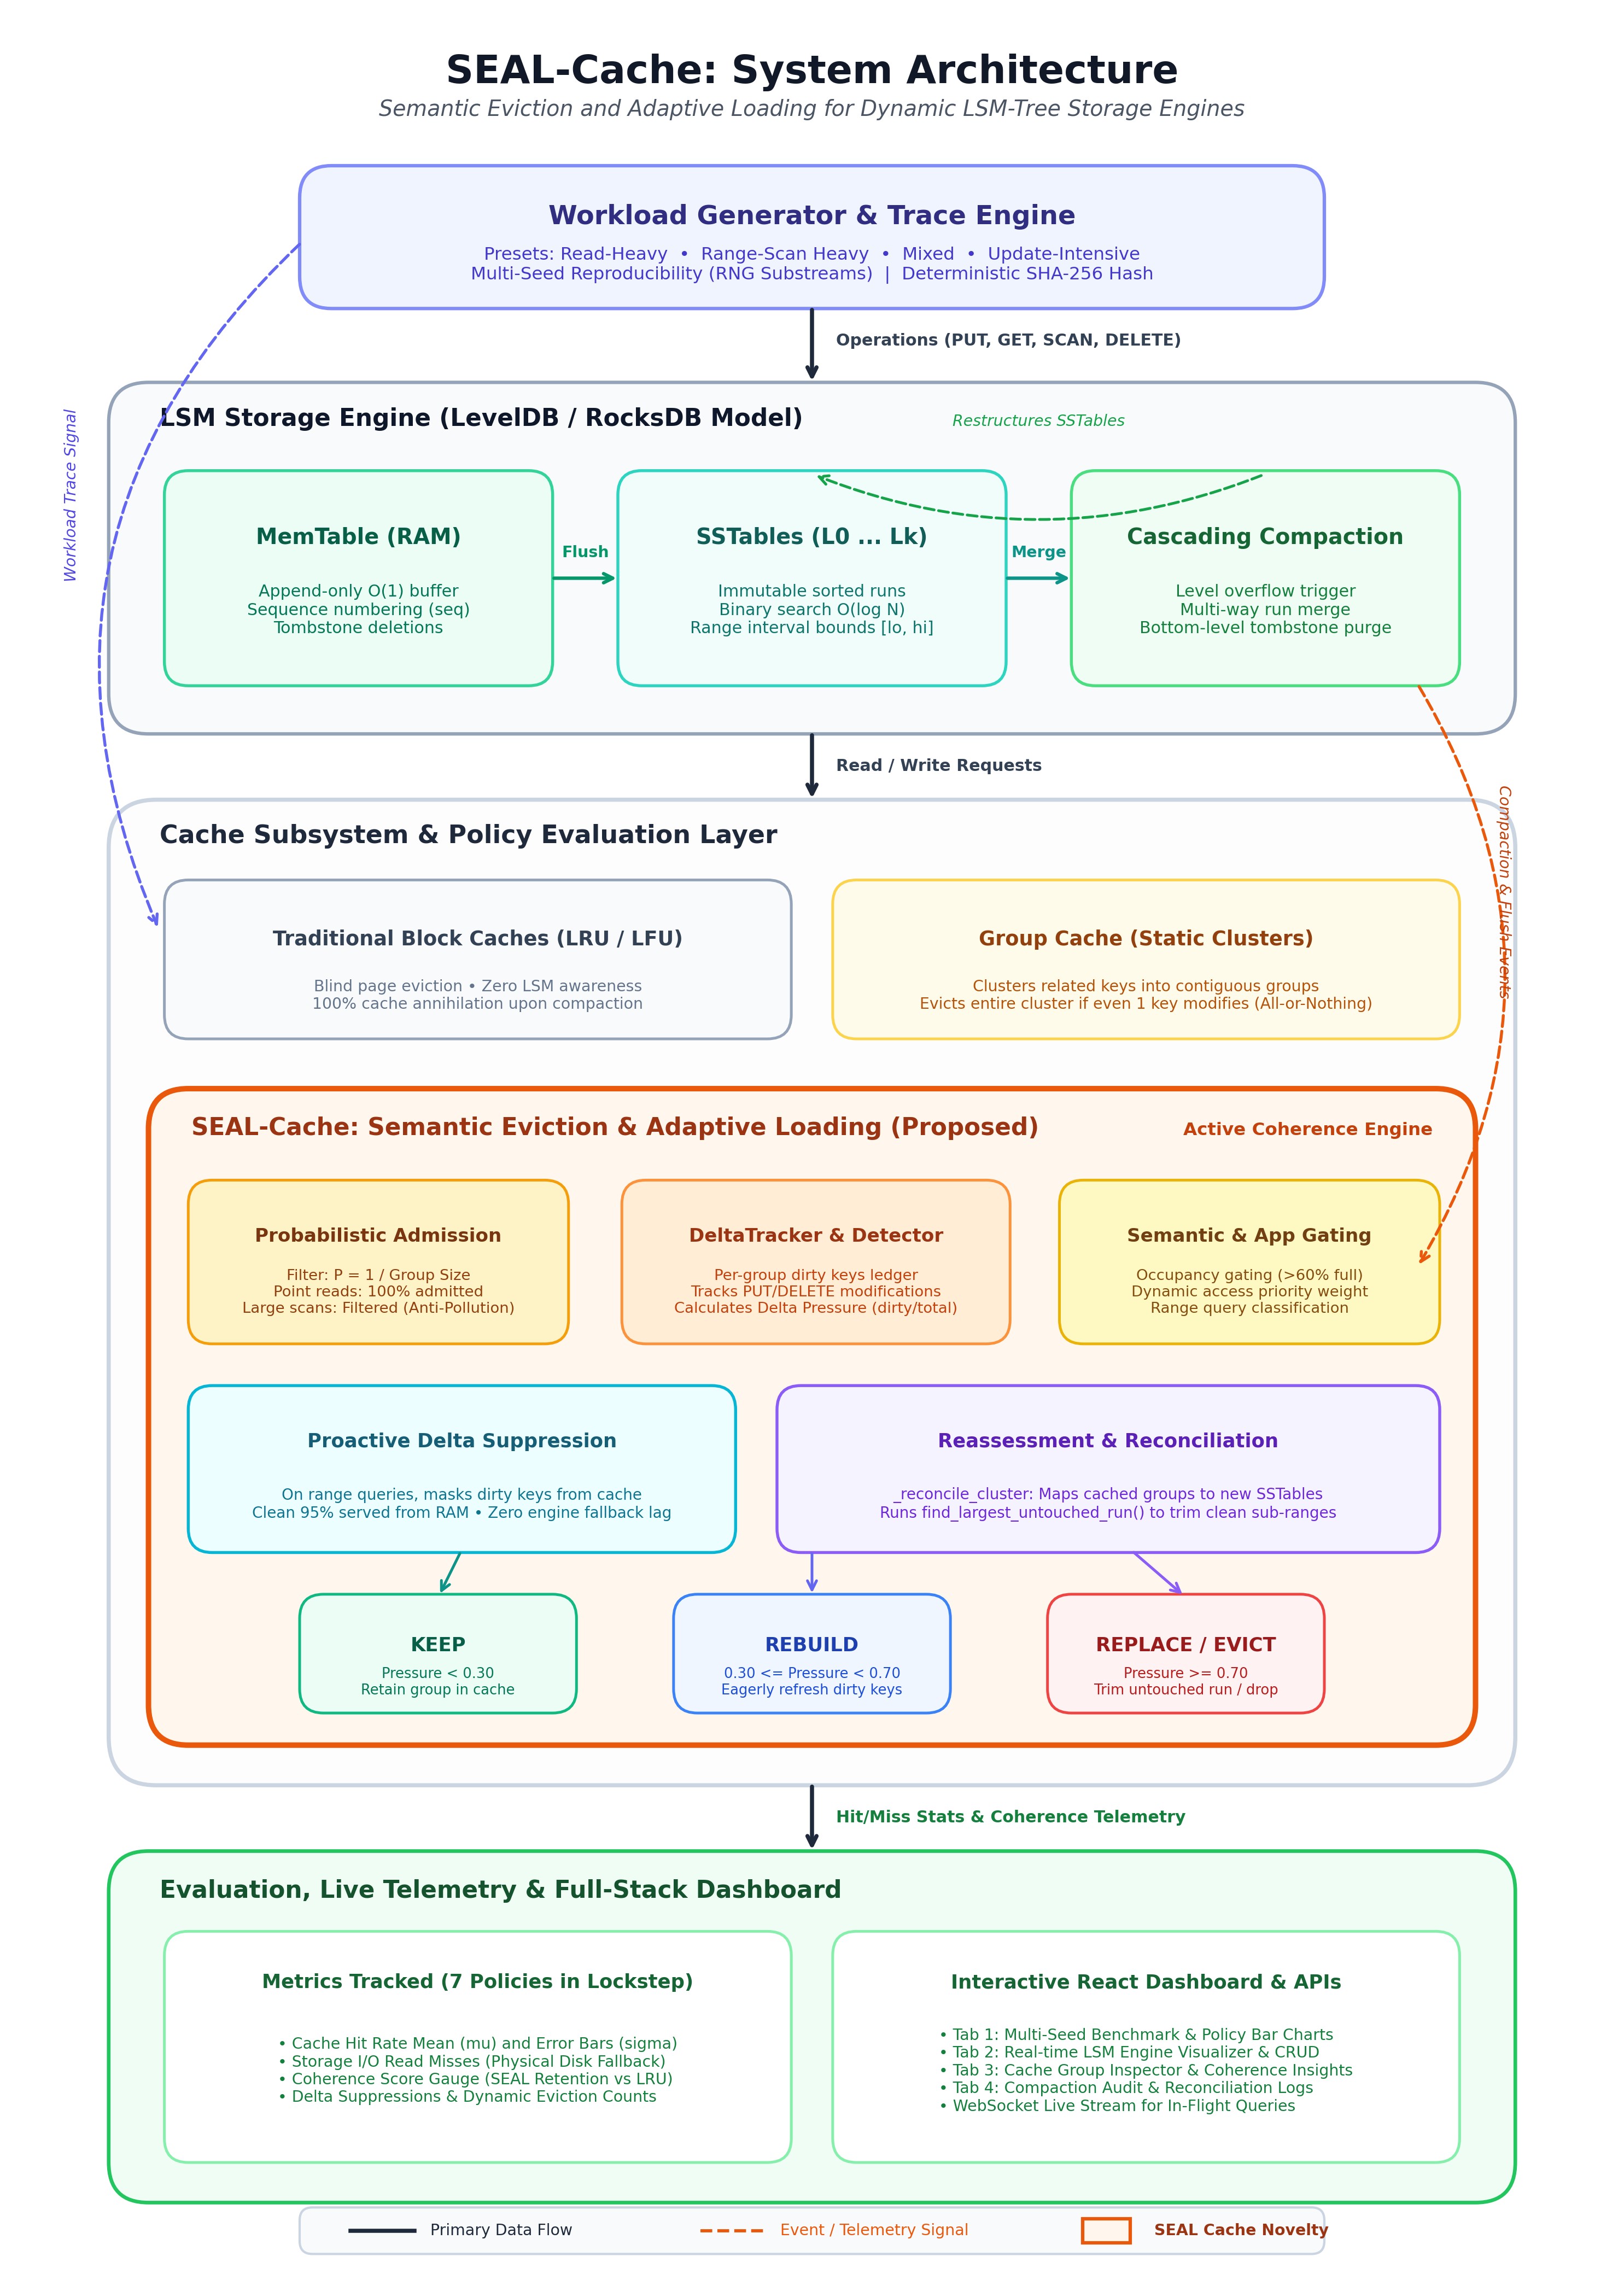 SEAL-Cache: System Architecture
Semantic Eviction and Adaptive Loading for Dynamic LSM-Tree Storage Engines
Workload Generator & Trace Engine
Presets: Read-Heavy • Range-Scan Heavy • Mixed • Update-Intensive
Multi-Seed Reproducibility (RNG Substreams) | Deterministic SHA-256 Hash
Operations (PUT, GET, SCAN, DELETE)
Workload Trace Signal
LSM Storage Engine (LevelDB / RocksDB Model)
Restructures SSTables
MemTable (RAM)
Append-only O(1) buffer
Sequence numbering (seq)
Tombstone deletions
Flush
SSTables (L0 ... Lk)
Immutable sorted runs
Binary search O(log N)
Range interval bounds [lo, hi]
Merge
Cascading Compaction
Level overflow trigger
Multi-way run merge
Bottom-level tombstone purge
Read / Write Requests
Compaction & Flush Events
Cache Subsystem & Policy Evaluation Layer
Traditional Block Caches (LRU / LFU)
Blind page eviction • Zero LSM awareness
100% cache annihilation upon compaction
Group Cache (Static Clusters)
Clusters related keys into contiguous groups
Evicts entire cluster if even 1 key modifies (All-or-Nothing)
SEAL-Cache: Semantic Eviction & Adaptive Loading (Proposed)
Active Coherence Engine
Probabilistic Admission
Filter: P = 1 / Group Size
Point reads: 100% admitted
Large scans: Filtered (Anti-Pollution)
DeltaTracker & Detector
Per-group dirty keys ledger
Tracks PUT/DELETE modifications
Calculates Delta Pressure (dirty/total)
Semantic & App Gating
Occupancy gating (>60% full)
Dynamic access priority weight
Range query classification
Proactive Delta Suppression
On range queries, masks dirty keys from cache
Clean 95% served from RAM • Zero engine fallback lag
Reassessment & Reconciliation
_reconcile_cluster: Maps cached groups to new SSTables
Runs find_largest_untouched_run() to trim clean sub-ranges
KEEP
Pressure < 0.30
Retain group in cache
REBUILD
0.30 <= Pressure < 0.70
Eagerly refresh dirty keys
REPLACE / EVICT
Pressure >= 0.70
Trim untouched run / drop
Hit/Miss Stats & Coherence Telemetry
Evaluation, Live Telemetry & Full-Stack Dashboard
Metrics Tracked (7 Policies in Lockstep)
• Cache Hit Rate Mean (mu) and Error Bars (sigma)
• Storage I/O Read Misses (Physical Disk Fallback)
• Coherence Score Gauge (SEAL Retention vs LRU)
• Delta Suppressions & Dynamic Eviction Counts
Interactive React Dashboard & APIs
• Tab 1: Multi-Seed Benchmark & Policy Bar Charts
• Tab 2: Real-time LSM Engine Visualizer & CRUD
• Tab 3: Cache Group Inspector & Coherence Insights
• Tab 4: Compaction Audit & Reconciliation Logs
• WebSocket Live Stream for In-Flight Queries
Primary Data Flow
Event / Telemetry Signal
SEAL Cache Novelty